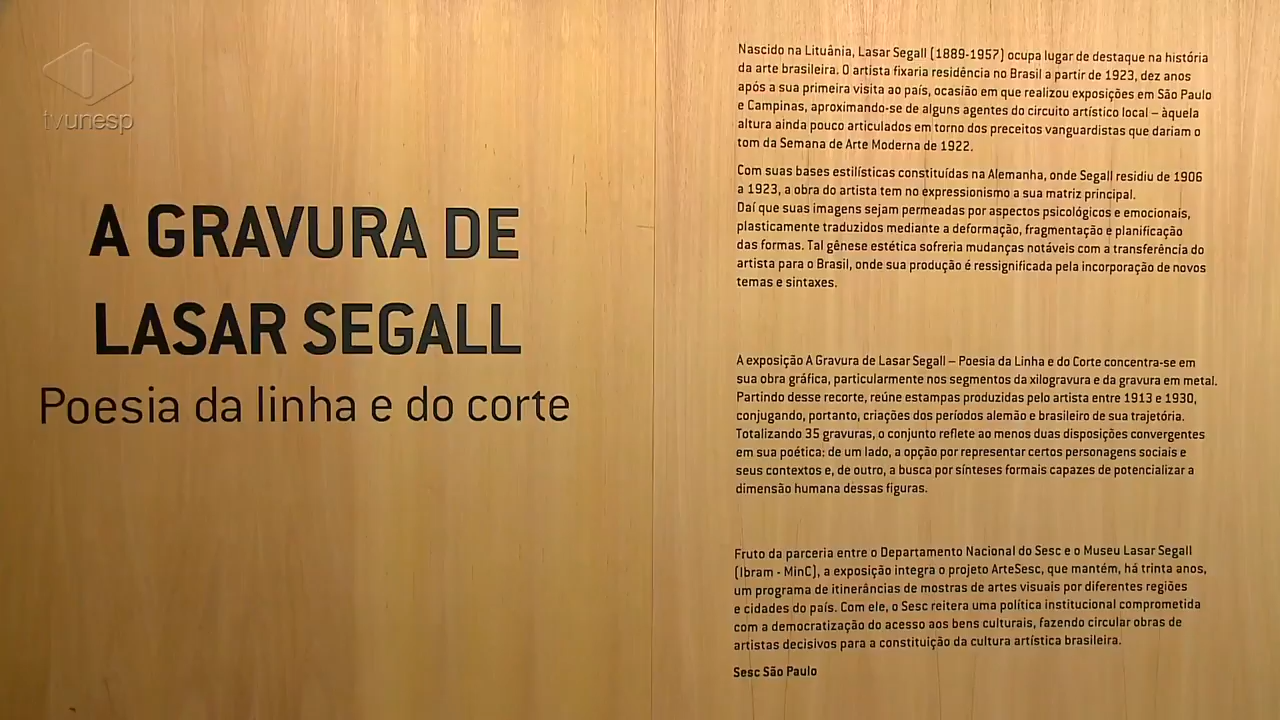 tvunesp
A GRAVURA DE
LASAR SEGALL
Poesia da linha e do corte
Nascido na Lituânia, Lasar Segall (1889-1957) ocupa lugar de destaque na história
da arte brasileira. O artista fixaria residência no Brasil a partir de 1923, dez anos
após a sua primeira visita ao país, ocasião em que realizou exposições em São Paulo
e Campinas, aproximando-se de alguns agentes do circuito artístico local – àquela
altura ainda pouco articulados em torno dos preceitos vanguardistas que dariam o
tom da Semana de Arte Moderna de 1922.
Com suas bases estilísticas constituídas na Alemanha, onde Segall residiu de 1906
a 1923, a obra do artista tem no expressionismo a sua matriz principal.
Daí que suas imagens sejam permeadas por aspectos psicológicos e emocionais,
plasticamente traduzidos mediante a deformação, fragmentação e planificação
das formas. Tal gênese estética sofreria mudanças notáveis com a transferência do
artista para o Brasil, onde sua produção é ressignificada pela incorporação de novos
temas e sintaxes.
A exposição A Gravura de Lasar Segall – Poesia da Linha e do Corte concentra-se em
sua obra gráfica, particularmente nos segmentos da xilogravura e da gravura em metal.
Partindo desse recorte, reúne estampas produzidas pelo artista entre 1913 e 1930,
conjugando, portanto, criações dos períodos alemão e brasileiro de sua trajetória.
Totalizando 35 gravuras, o conjunto reflete ao menos duas disposições convergentes
em sua poética: de um lado, a opção por representar certos personagens sociais e
seus contextos e, de outro, a busca por sínteses formais capazes de potencializar a
dimensão humana dessas figuras.
Fruto da parceria entre o Departamento Nacional do Sesc e o Museu Lasar Segall
(Ibram - MinC), a exposição integra o projeto ArteSesc, que mantém, há trinta anos,
um programa de itinerâncias de mostras de artes visuais por diferentes regiões
e cidades do país. Com ele, o Sesc reitera uma política institucional comprometida
com a democratização do acesso aos bens culturais, fazendo circular obras de
artistas decisivos para a constituição da cultura artística brasileira.
Sesc São Paulo